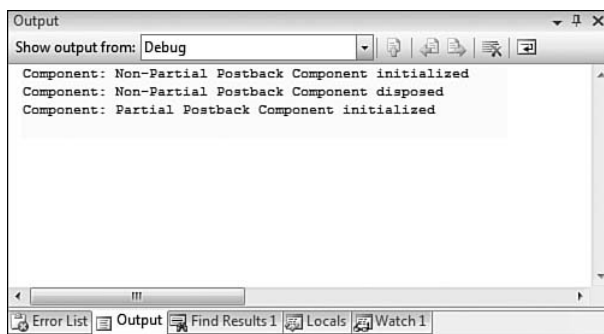 Output
Show output from: Debug
Component: Non-Partial Postback Component initialized
Component: Non-Partial Postback Component disposed
Component: Partial Postback Component initialized
Error List Output Find Results 1 Locals Watch 1